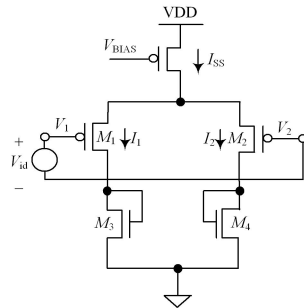 VDD
V_BIAS
I_SS
V_1
V_2
M_1
I_1
I_2
M_2
+
V_id
−
M_3
M_4